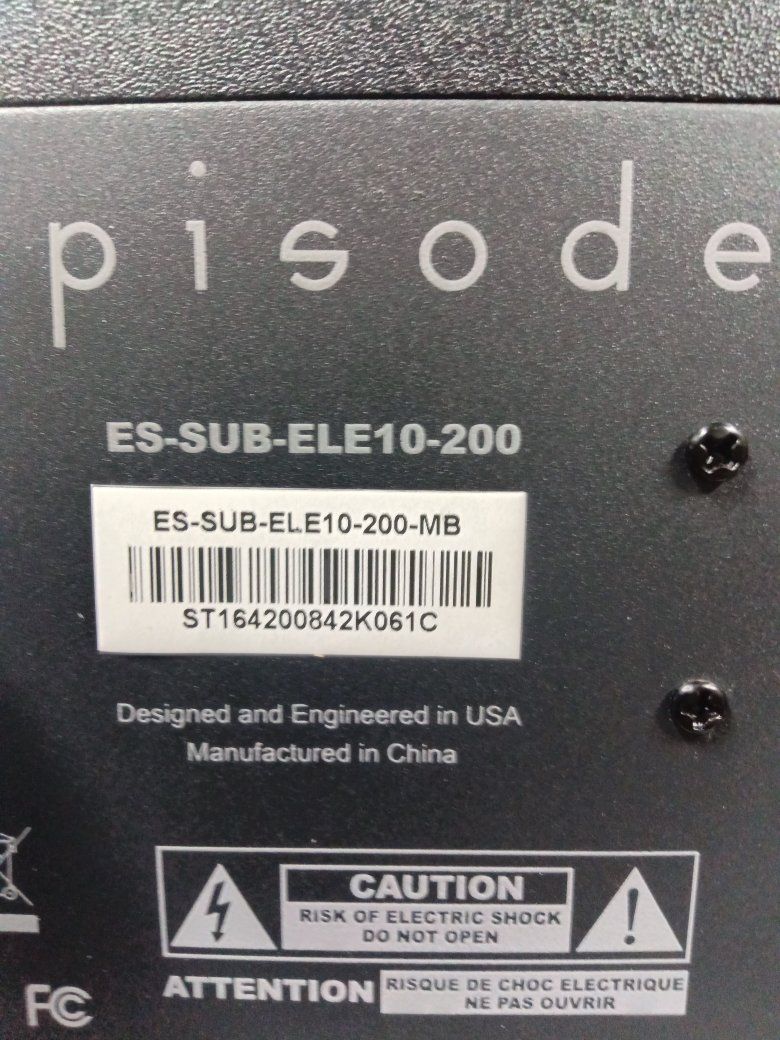 pisode
ES-SUB-ELE10-200
ES-SUB-ELE10-200-MB
ST164200842K061C
Designed and Engineered in USA
Manufactured in China
CAUTION
RISK OF ELECTRIC SHOCK
DO NOT OPEN
ATTENTION
RISQUE DE CHOC ELECTRIQUE
NE PAS OUVRIR
FC